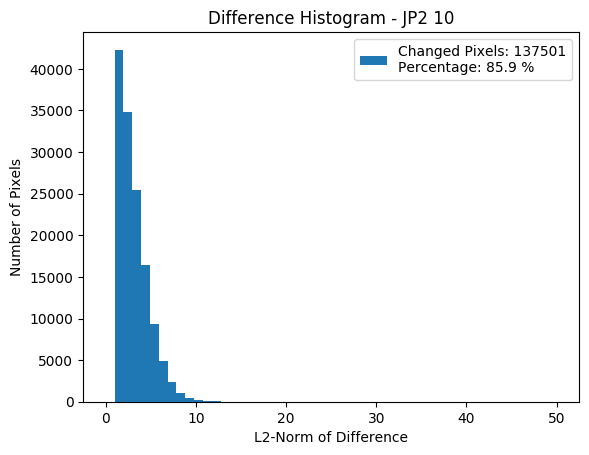 Difference Histogram - JP2 10
Changed Pixels: 137501
Percentage: 85.9 %
Number of Pixels
40000
35000
30000
25000
20000
15000
10000
5000
0
0 10 20 30 40 50
L2-Norm of Difference